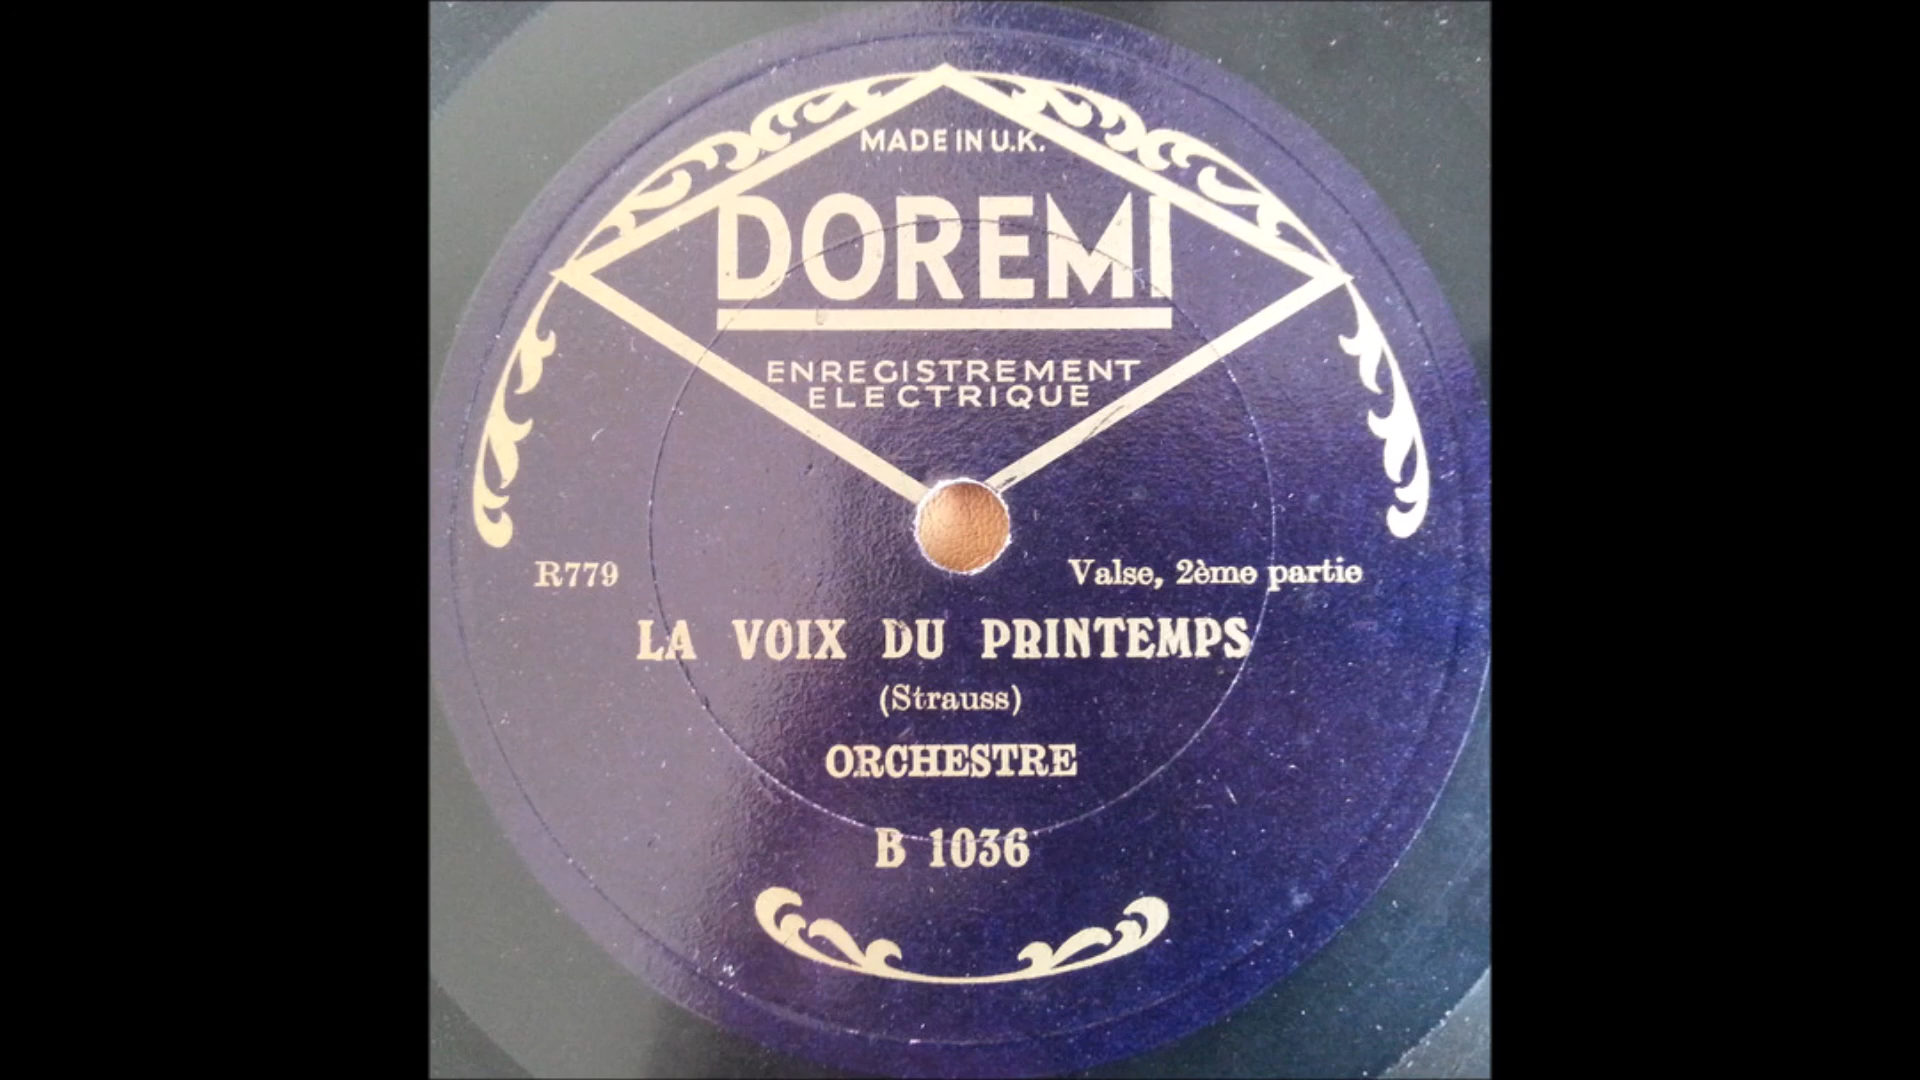 MADE IN U.K.
DOREMI
ENREGISTREMENT
ELECTRIQUE
R779
Valse, 2ème partie
LA VOIX DU PRINTEMPS
(Strauss)
ORCHESTRE
B 1036